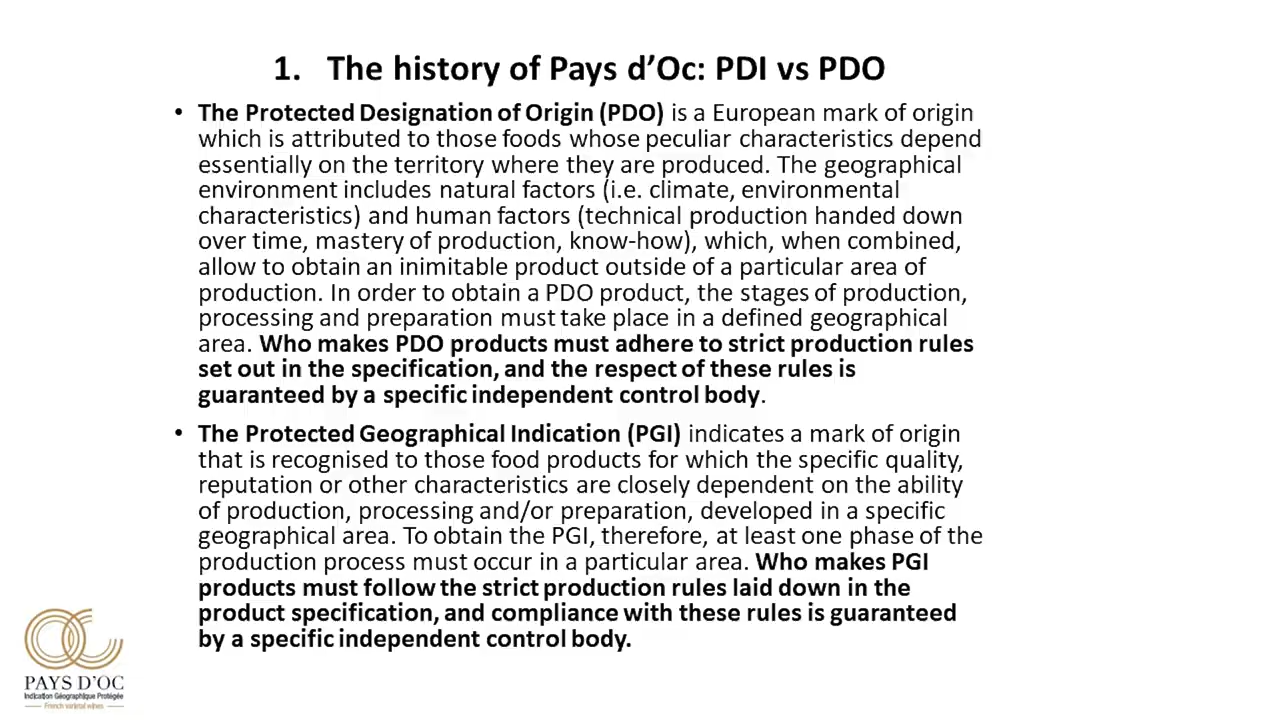 1. The history of Pays d’Oc: PDI vs PDO
• The Protected Designation of Origin (PDO) is a European mark of origin
which is attributed to those foods whose peculiar characteristics depend
essentially on the territory where they are produced. The geographical
environment includes natural factors (i.e. climate, environmental
characteristics) and human factors (technical production handed down
over time, mastery of production, know-how), which, when combined,
allow to obtain an inimitable product outside of a particular area of
production. In order to obtain a PDO product, the stages of production,
processing and preparation must take place in a defined geographical
area. Who makes PDO products must adhere to strict production rules
set out in the specification, and the respect of these rules is
guaranteed by a specific independent control body.
• The Protected Geographical Indication (PGI) indicates a mark of origin
that is recognised to those food products for which the specific quality,
reputation or other characteristics are closely dependent on the ability
of production, processing and/or preparation, developed in a specific
geographical area. To obtain the PGI, therefore, at least one phase of the
production process must occur in a particular area. Who makes PGI
products must follow the strict production rules laid down in the
product specification, and compliance with these rules is guaranteed
by a specific independent control body.
PAYS D’OC
Indication Géographique Protégée
French varietal wines